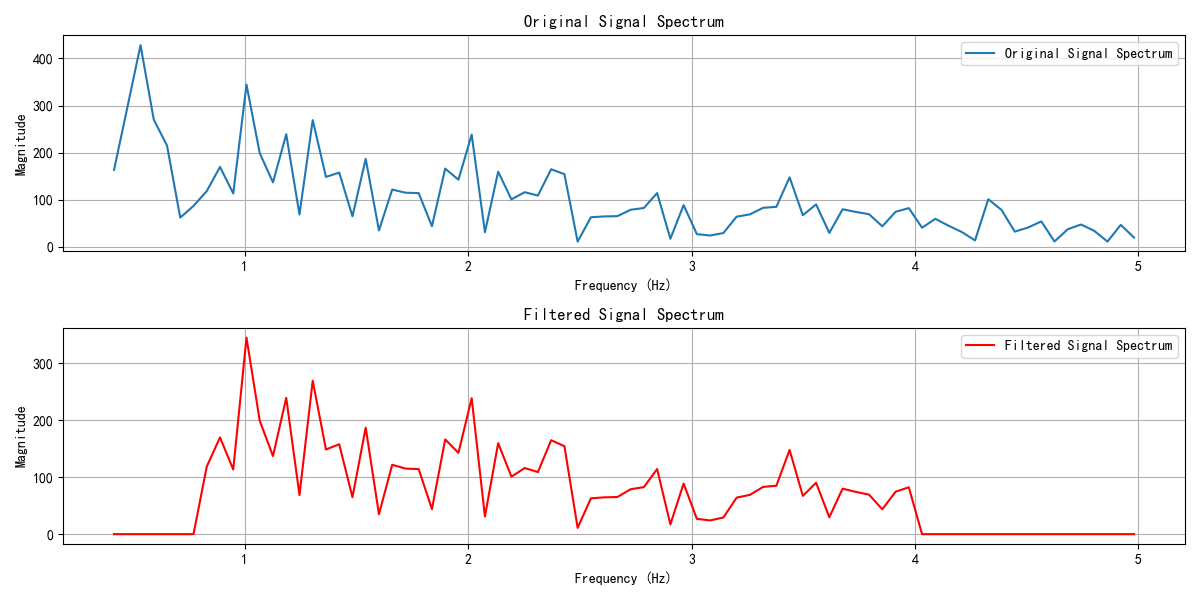 Original Signal Spectrum
400
300
200
100
0
Magnitude
Original Signal Spectrum
1
2
3
4
5
Frequency (Hz)
Filtered Signal Spectrum
300
200
100
0
Magnitude
Filtered Signal Spectrum
1
2
3
4
5
Frequency (Hz)